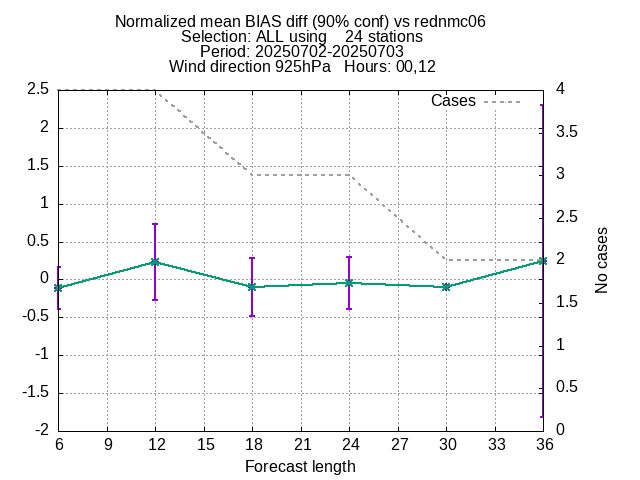 Normalized mean BIAS diff (90% conf) vs rednmc06
Selection: ALL using    24 stations
Period: 20250702-20250703
Wind direction 925hPa   Hours: 00,12
Cases
2.5
2
1.5
1
0.5
0
-0.5
-1
-1.5
-2
4
3.5
3
2.5
2
1.5
1
0.5
0
No cases
6 9 12 15 18 21 24 27 30 33 36
Forecast length